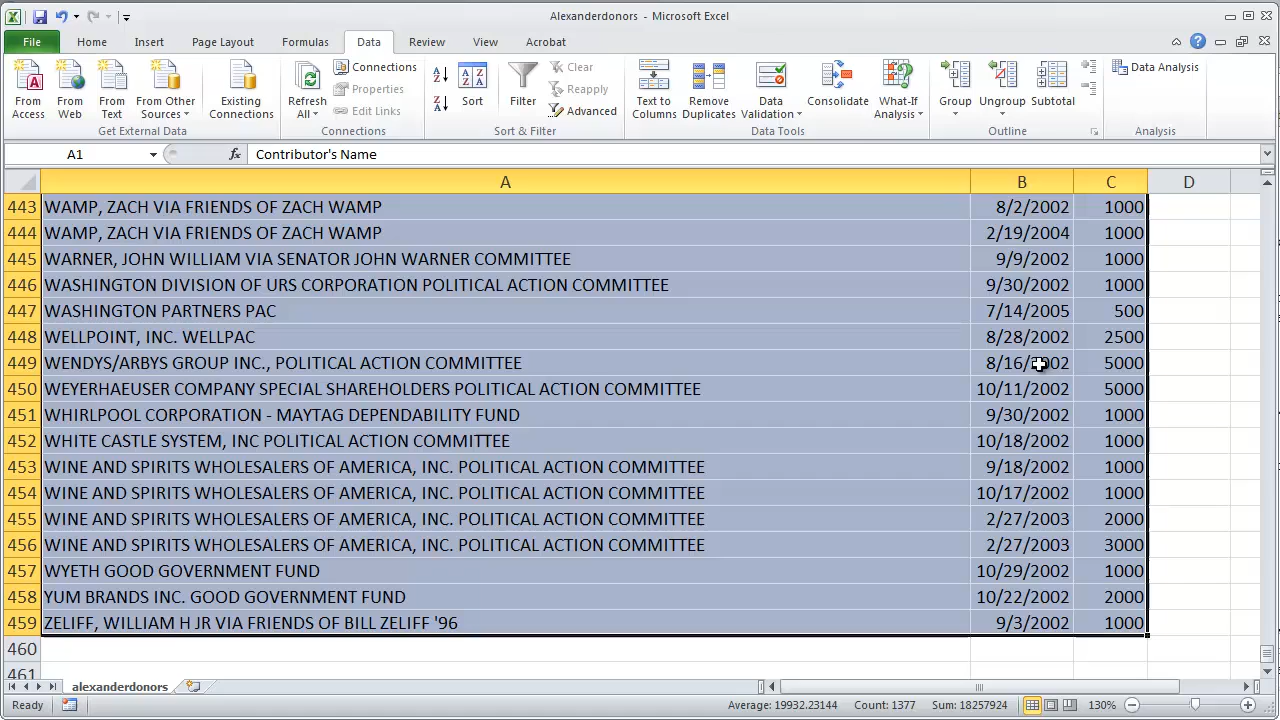 Alexanderdonors - Microsoft Excel
File Home Insert Page Layout Formulas Data Review View Acrobat
From Access
From Web
From Text
From Other Sources
Existing Connections
Get External Data
Refresh All
Connections
Properties
Edit Links
Connections
Sort
Filter
Clear
Reapply
Advanced
Sort & Filter
Text to Columns
Remove Duplicates
Data Validation
Consolidate
What-If Analysis
Data Tools
Group
Ungroup
Subtotal
Outline
Data Analysis
Analysis
A1 fx Contributor's Name
A B C D
443 WAMP, ZACH VIA FRIENDS OF ZACH WAMP 8/2/2002 1000
444 WAMP, ZACH VIA FRIENDS OF ZACH WAMP 2/19/2004 1000
445 WARNER, JOHN WILLIAM VIA SENATOR JOHN WARNER COMMITTEE 9/9/2002 1000
446 WASHINGTON DIVISION OF URS CORPORATION POLITICAL ACTION COMMITTEE 9/30/2002 1000
447 WASHINGTON PARTNERS PAC 7/14/2005 500
448 WELLPOINT, INC. WELLPAC 8/28/2002 2500
449 WENDYS/ARBYS GROUP INC., POLITICAL ACTION COMMITTEE 8/16/2002 5000
450 WEYERHAEUSER COMPANY SPECIAL SHAREHOLDERS POLITICAL ACTION COMMITTEE 10/11/2002 5000
451 WHIRLPOOL CORPORATION - MAYTAG DEPENDABILITY FUND 9/30/2002 1000
452 WHITE CASTLE SYSTEM, INC POLITICAL ACTION COMMITTEE 10/18/2002 1000
453 WINE AND SPIRITS WHOLESALERS OF AMERICA, INC. POLITICAL ACTION COMMITTEE 9/18/2002 1000
454 WINE AND SPIRITS WHOLESALERS OF AMERICA, INC. POLITICAL ACTION COMMITTEE 10/17/2002 1000
455 WINE AND SPIRITS WHOLESALERS OF AMERICA, INC. POLITICAL ACTION COMMITTEE 2/27/2003 2000
456 WINE AND SPIRITS WHOLESALERS OF AMERICA, INC. POLITICAL ACTION COMMITTEE 2/27/2003 3000
457 WYETH GOOD GOVERNMENT FUND 10/29/2002 1000
458 YUM BRANDS INC. GOOD GOVERNMENT FUND 10/22/2002 2000
459 ZELIFF, WILLIAM H JR VIA FRIENDS OF BILL ZELIFF '96 9/3/2002 1000
460
461
alexanderdonors
Ready Average: 19932.23144 Count: 1377 Sum: 18257924 130%